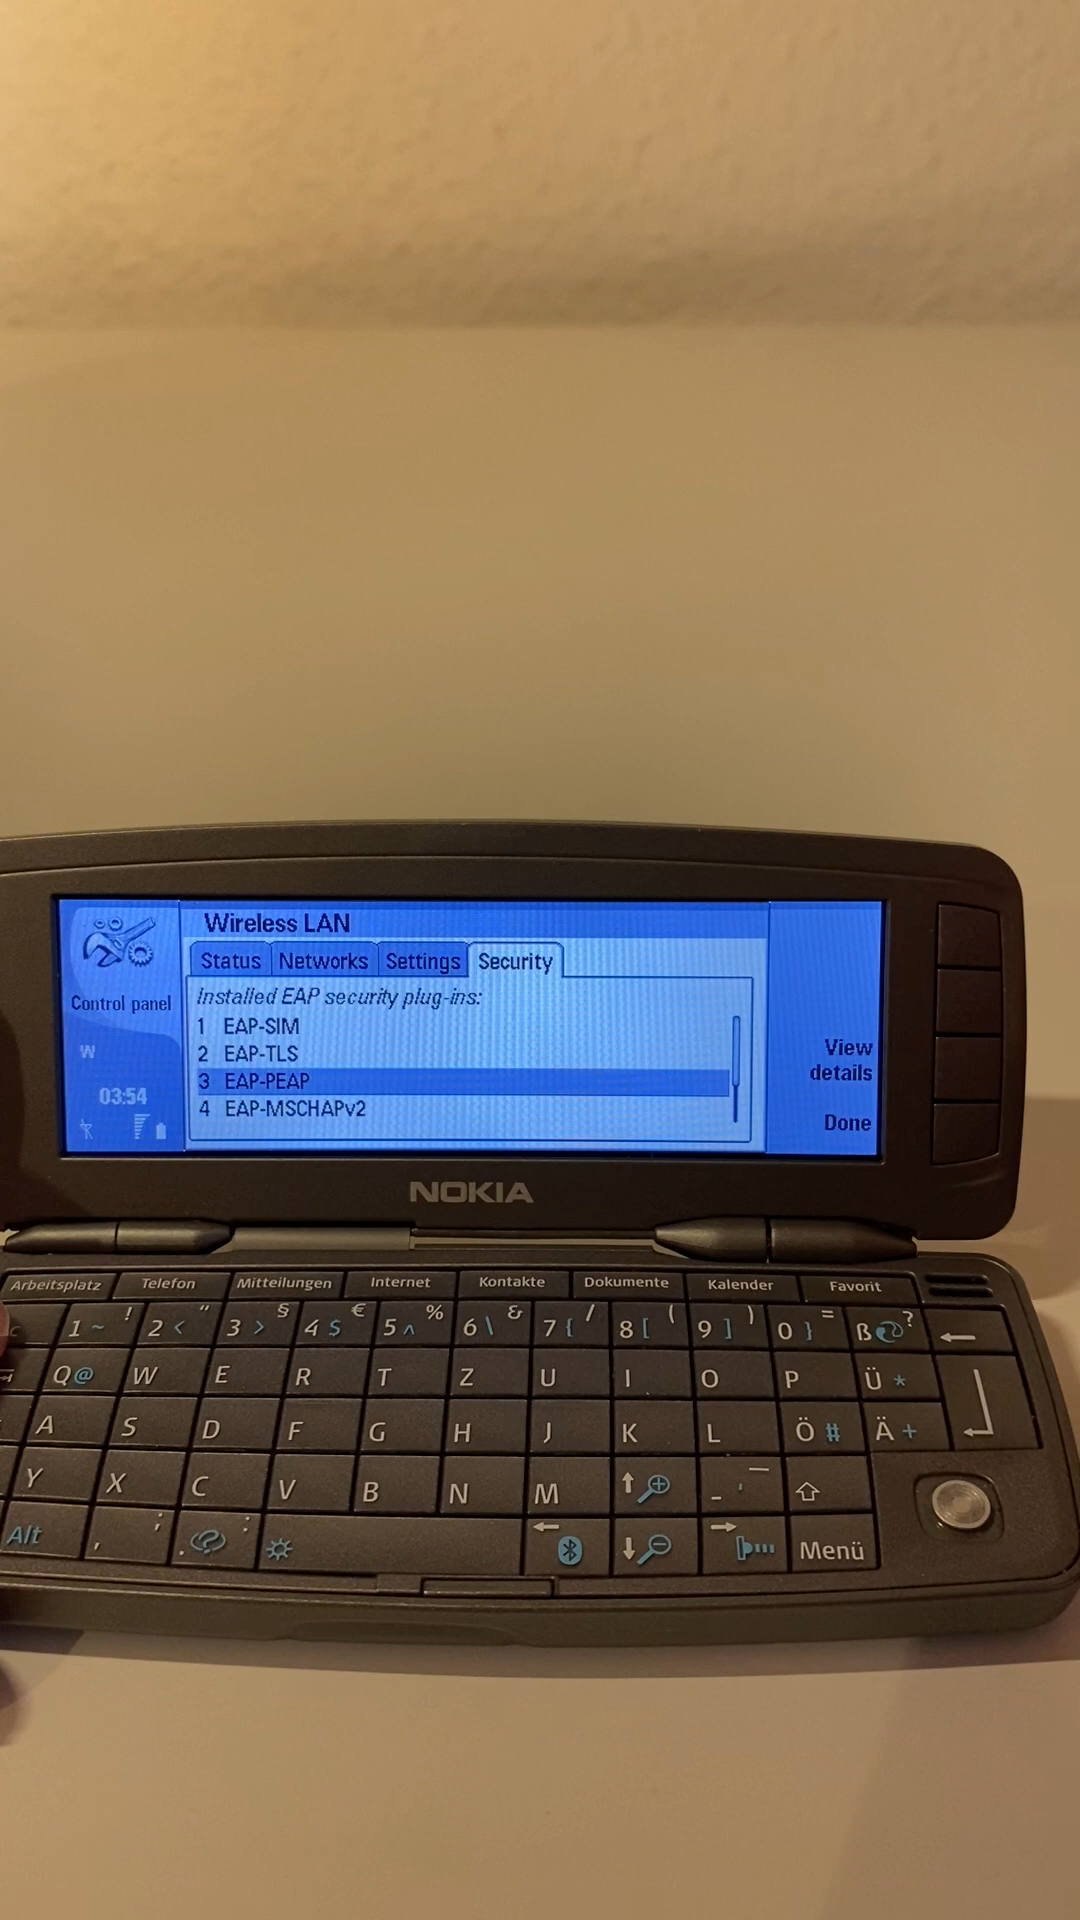 Wireless LAN
Status Networks Settings Security
Control panel
Installed EAP security plug-ins:
1 EAP-SIM
2 EAP-TLS
3 EAP-PEAP
4 EAP-MSCHAPv2
W
03:54
View
details
Done
NOKIA
Arbeitsplatz Telefon Mitteilungen Internet Kontakte Dokumente Kalender Favorit
1 ~ ! 2 < " 3 > § 4 $ € 5 ^ % 6 \ & 7 { / 8 [ ( 9 ] ) 0 } = ß ?
Q @ W E R T Z U I O P Ü *
A S D F G H J K L Ö # Ä +
Y X C V B N M - ' _
Alt , ; . : Menü